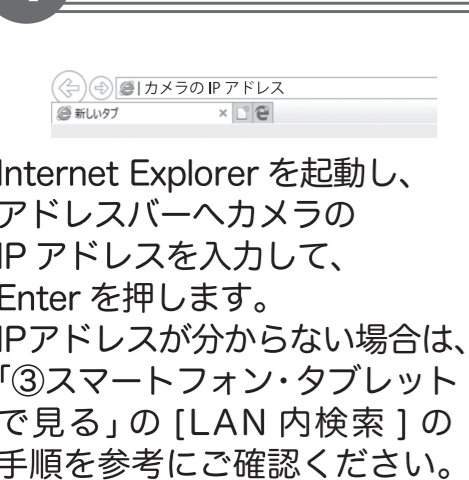 カメラの IP アドレス
新しいタブ ×
Internet Explorer を起動し、
アドレスバーへカメラの
IP アドレスを入力して、
Enter を押します。
IPアドレスが分からない場合は、
「③スマートフォン・タブレット
で見る」の [LAN 内検索 ] の
手順を参考にご確認ください。